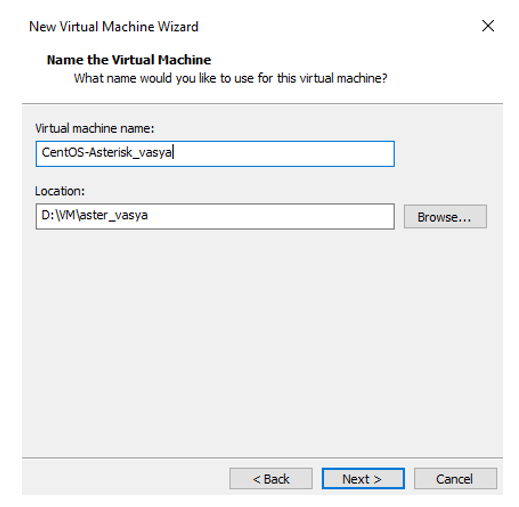 New Virtual Machine Wizard
Name the Virtual Machine
What name would you like to use for this virtual machine?
Virtual machine name:
CentOS-Asterisk_vasya
Location:
D:\VM\aster_vasya
Browse...
< Back
Next >
Cancel